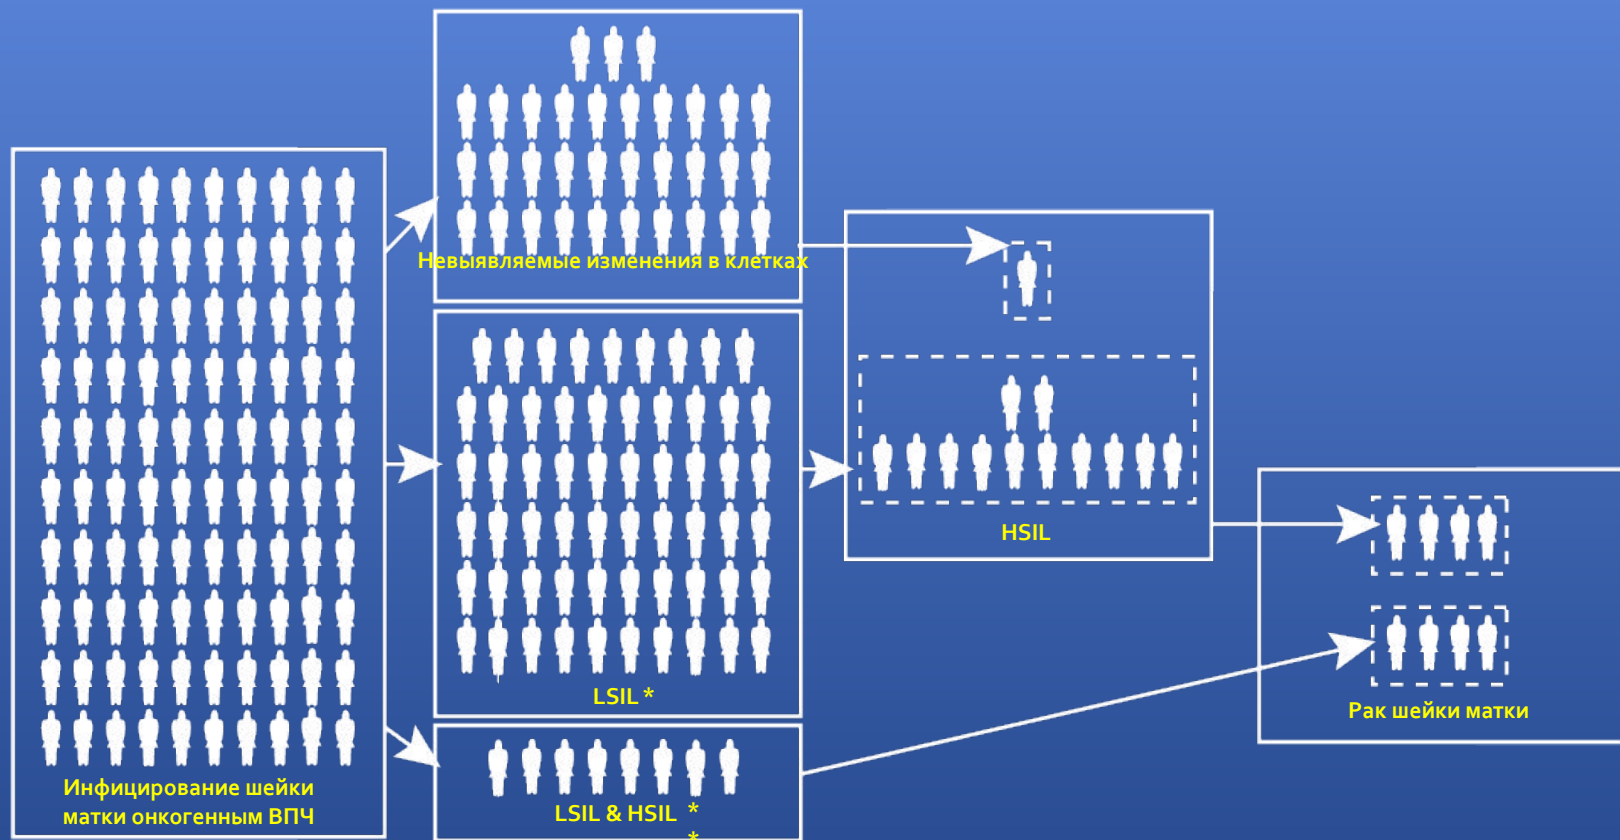 Невыявляемые изменения в клетках
HSIL
LSIL *
Рак шейки матки
Инфицирование шейки
матки онкогенным ВПЧ
LSIL & HSIL *
*